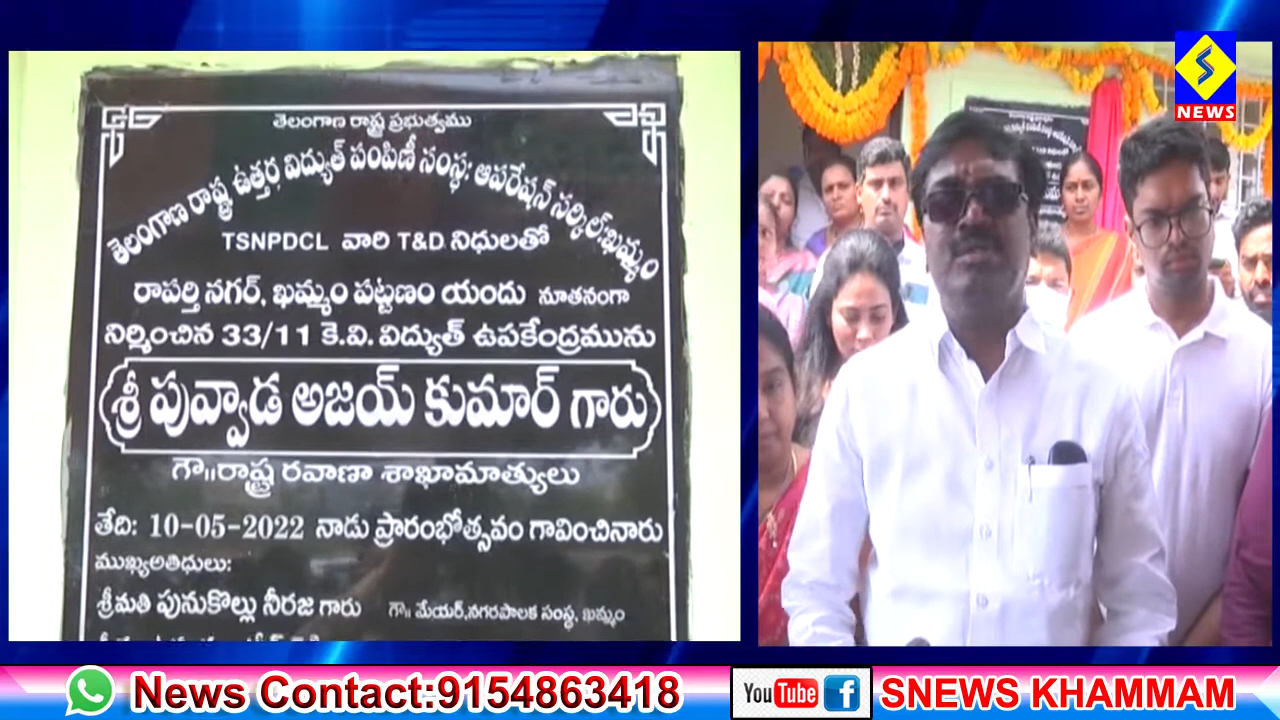 తెలంగాణ రాష్ట్ర ప్రభుత్వము
తెలంగాణ రాష్ట్ర ఉత్తర విద్యుత్ పంపిణీ సంస్థ: ఆపరేషన్ సర్కిల్:ఖమ్మం
TSNPDCL వారి T&D నిధులతో
రాపర్తి నగర్, ఖమ్మం పట్టణం యందు నూతనంగా
నిర్మించిన 33/11 కె.వి. విద్యుత్ ఉపకేంద్రమును
శ్రీ పువ్వాడ అజయ్ కుమార్ గారు
గౌ||రాష్ట్ర రవాణా శాఖామాత్యులు
తేది: 10-05-2022 నాడు ప్రారంభోత్సవం గావించినారు
ముఖ్యఅతిధులు:
శ్రీమతి పునుకొల్లు నీరజ గారు గౌ|| మేయర్,నగరపాలక సంస్థ, ఖమ్మం
S
NEWS
News Contact:9154863418
YouTube f
SNEWS KHAMMAM